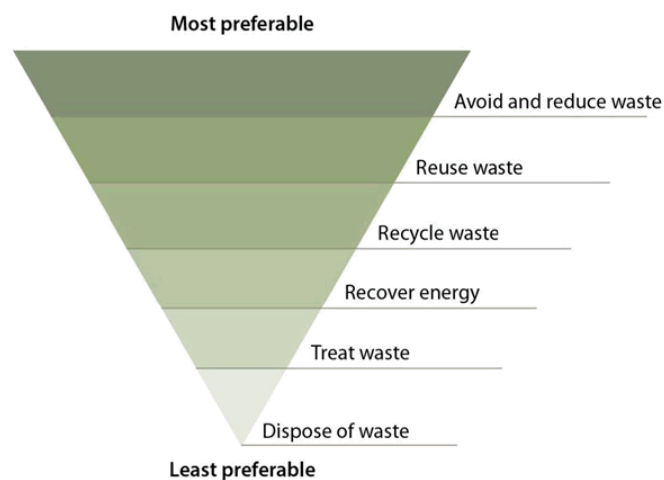 Most preferable
Avoid and reduce waste
Reuse waste
Recycle waste
Recover energy
Treat waste
Dispose of waste
Least preferable